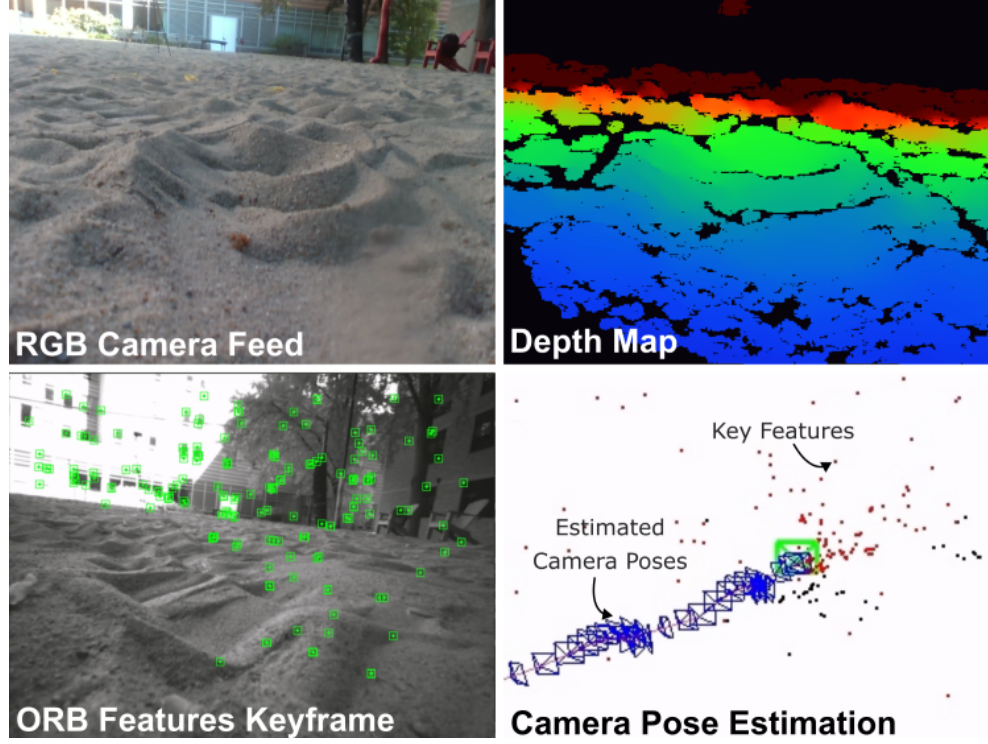 RGB Camera Feed
Depth Map
Key Features
Estimated
Camera Poses
ORB Features Keyframe
Camera Pose Estimation